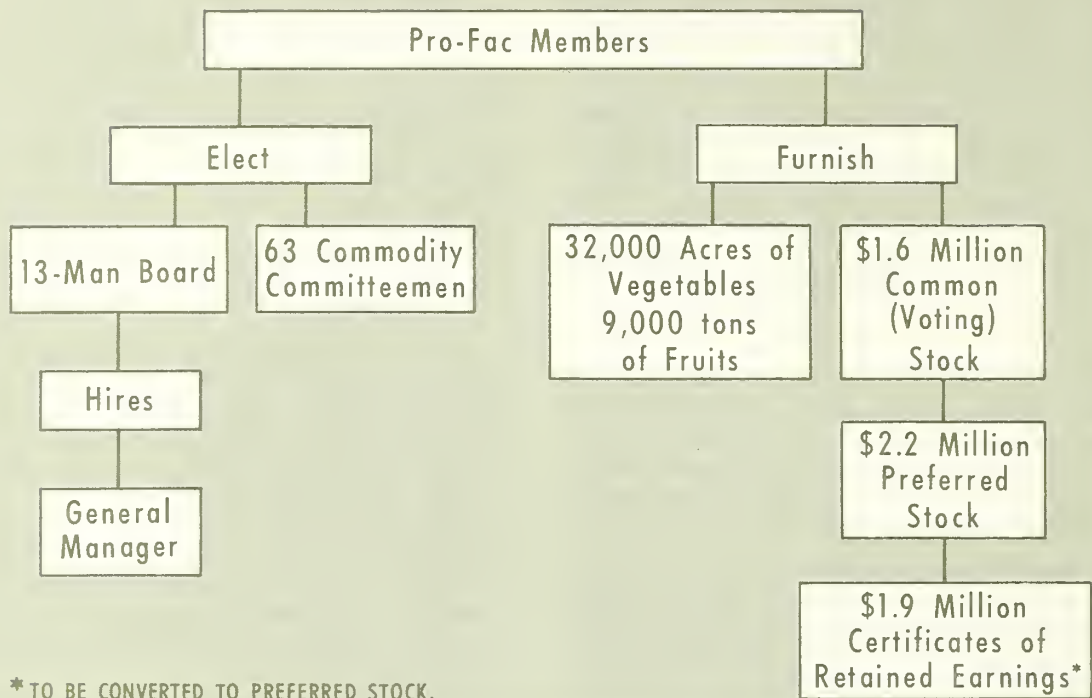 Pro-Fac Members
Elect
Furnish
13-Man Board
63 Commodity
Committeemen
32,000 Acres of
Vegetables
9,000 tons
of Fruits
$1.6 Million
Common
(Voting)
Stock
Hires
$2.2 Million
Preferred
Stock
General
Manager
$1.9 Million
Certificates of
Retained Earnings*
*TO BE CONVERTED TO PREFERRED STOCK.